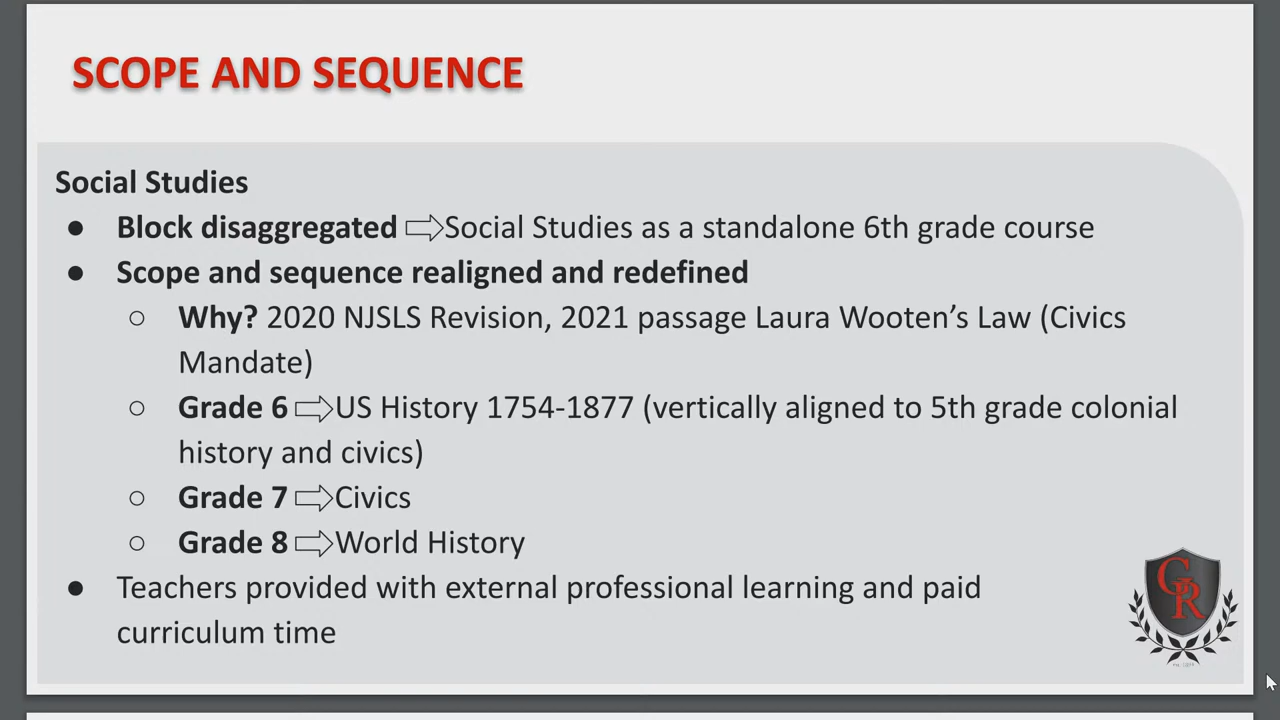 SCOPE AND SEQUENCE
Social Studies
● Block disaggregated ⇨Social Studies as a standalone 6th grade course
● Scope and sequence realigned and redefined
○ Why? 2020 NJSLS Revision, 2021 passage Laura Wooten’s Law (Civics
Mandate)
○ Grade 6 ⇨US History 1754-1877 (vertically aligned to 5th grade colonial
history and civics)
○ Grade 7 ⇨Civics
○ Grade 8 ⇨World History
● Teachers provided with external professional learning and paid
curriculum time
GR